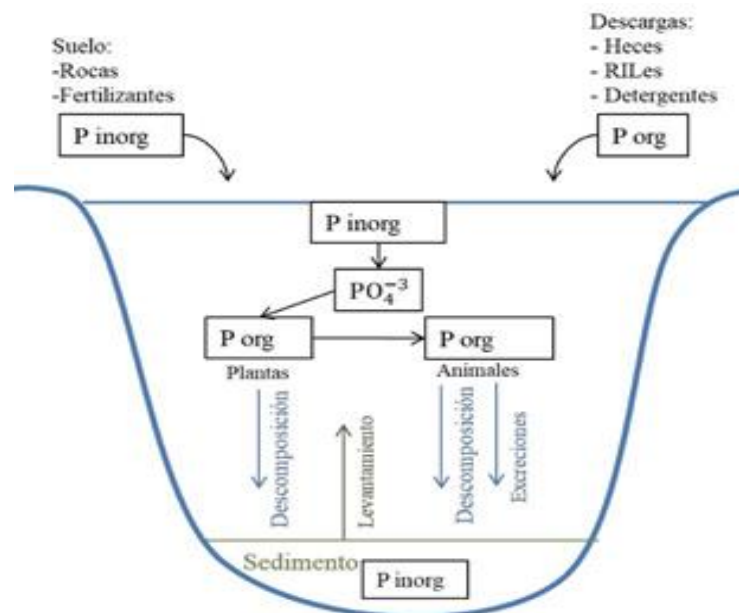 Suelo:
-Rocas
-Fertilizantes
P inorg
Descargas:
- Heces
- RILes
- Detergentes
P org
P inorg
PO₄⁻³
P org
Plantas
P org
Animales
Descomposición
Levantamiento
Descomposición
Excreciones
Sedimento
P inorg